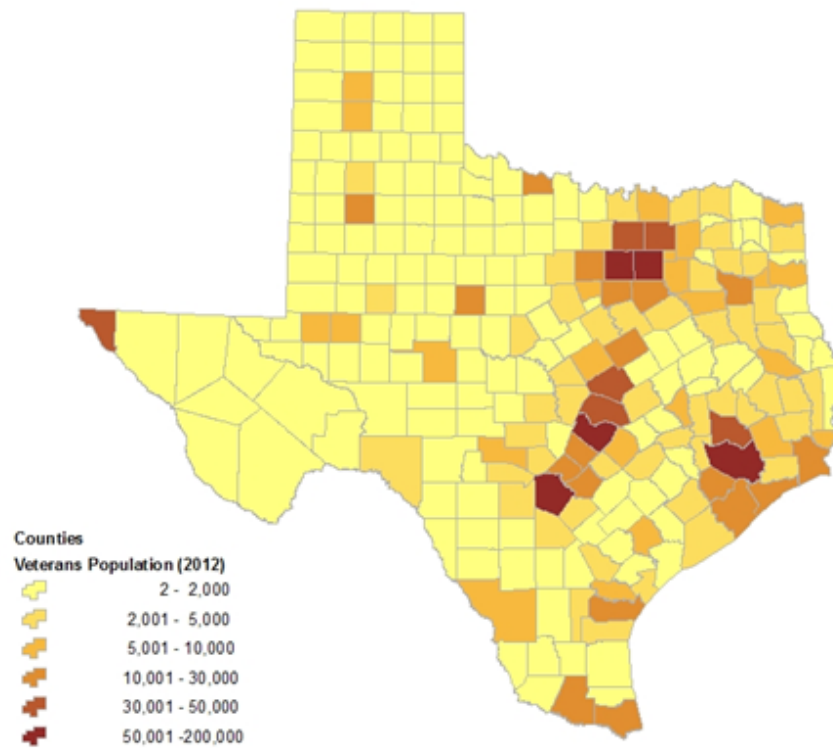 Counties
Veterans Population (2012)
2 - 2,000
2,001 - 5,000
5,001 - 10,000
10,001 - 30,000
30,001 - 50,000
50,001 -200,000